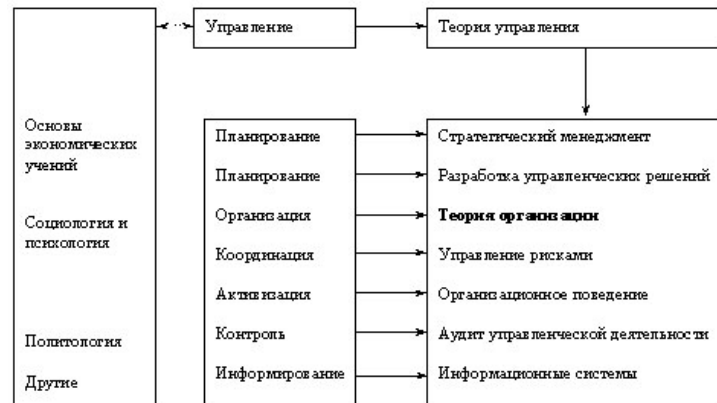 Управление
Теория управления
Основы
экономических
учений
Социология и
психология
Политология
Другие
Планирование
Стратегический менеджмент
Планирование
Разработка управленческих решений
Организация
Теория организации
Координация
Управление рисками
Активизация
Организационное поведение
Контроль
Аудит управленческой деятельности
Информирование
Информационные системы